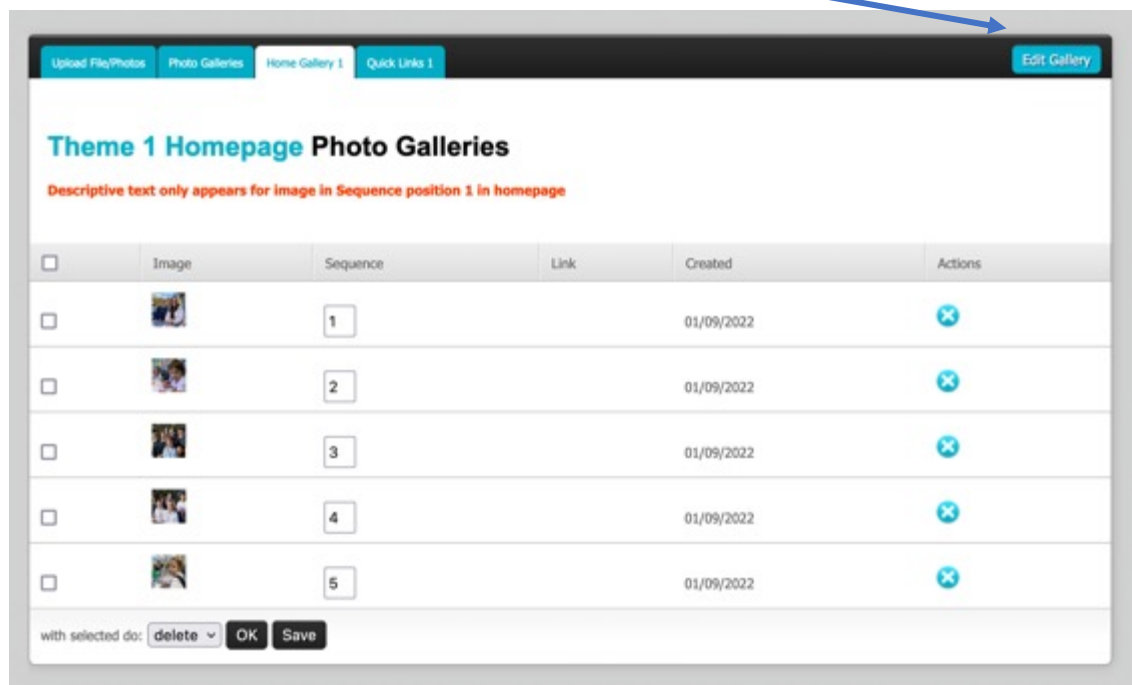 Upload File/Photos Photo Galleries Home Gallery 1 Quick Links 1 Edit Gallery
Theme 1 Homepage Photo Galleries
Descriptive text only appears for image in Sequence position 1 in homepage
Image Sequence Link Created Actions
1 01/09/2022
2 01/09/2022
3 01/09/2022
4 01/09/2022
5 01/09/2022
with selected do: delete OK Save